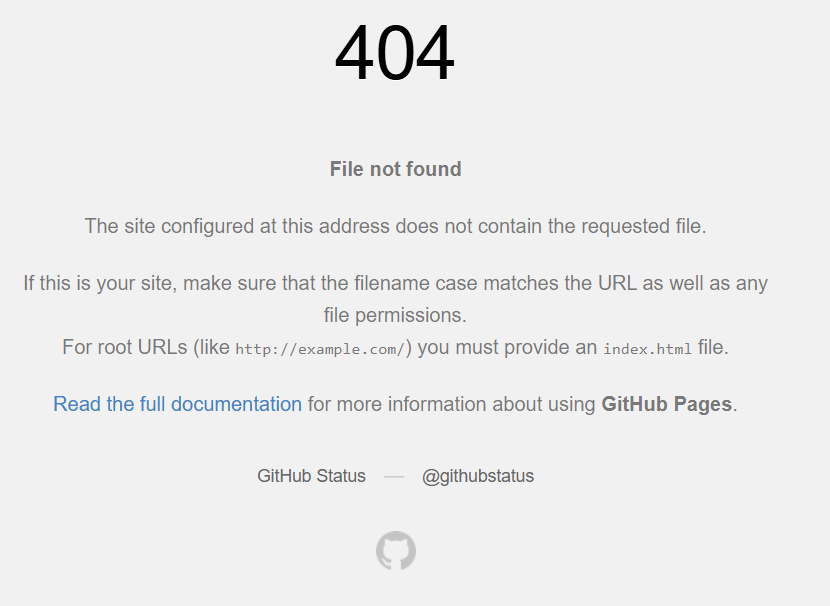 404
File not found
The site configured at this address does not contain the requested file.
If this is your site, make sure that the filename case matches the URL as well as any
file permissions.
For root URLs (like http://example.com/) you must provide an index.html file.
Read the full documentation for more information about using GitHub Pages.
GitHub Status — @githubstatus